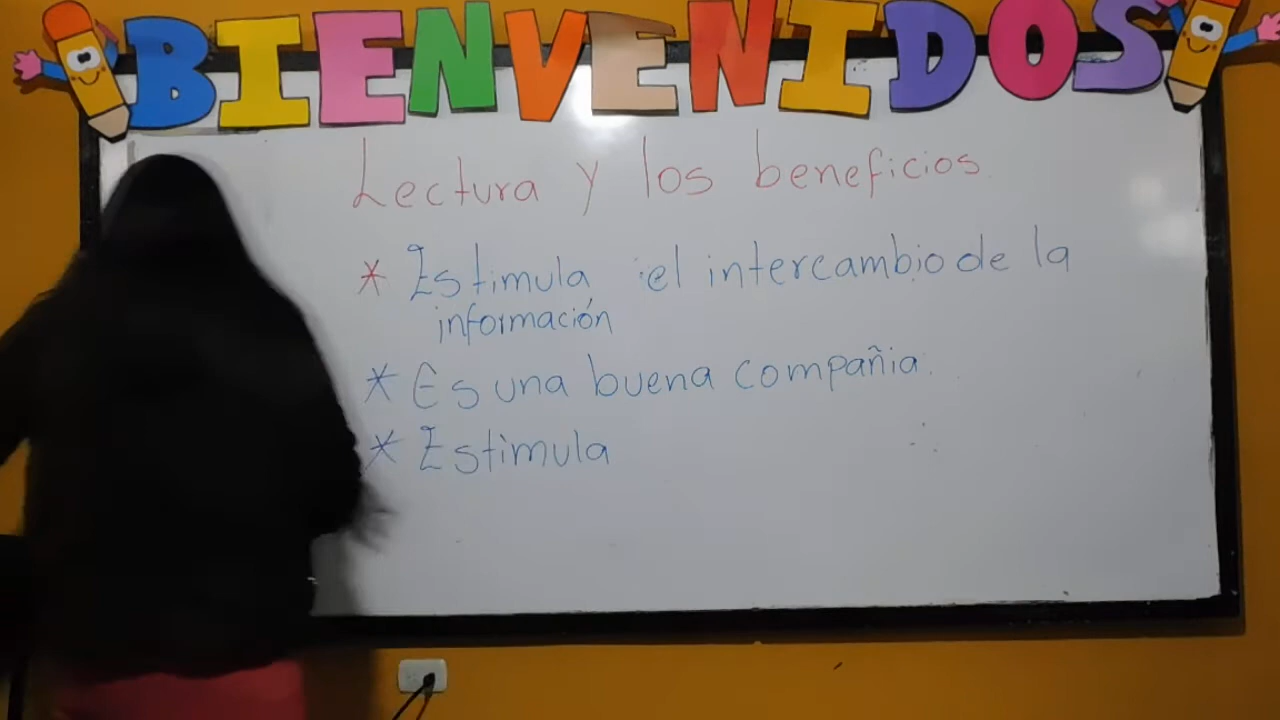 BIENVENIDOS
Lectura y los beneficios
* Estimula el intercambio de la
información
* Es una buena compañia.
* Estimula